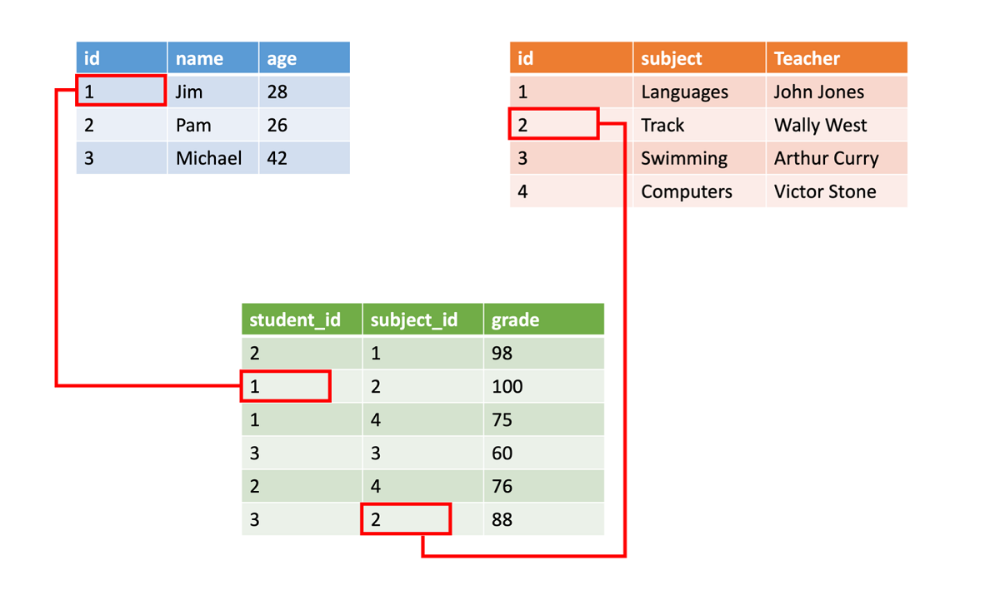 id name age
1 Jim 28
2 Pam 26
3 Michael 42
id subject Teacher
1 Languages John Jones
2 Track Wally West
3 Swimming Arthur Curry
4 Computers Victor Stone
student_id subject_id grade
2 1 98
1 2 100
1 4 75
3 3 60
2 4 76
3 2 88